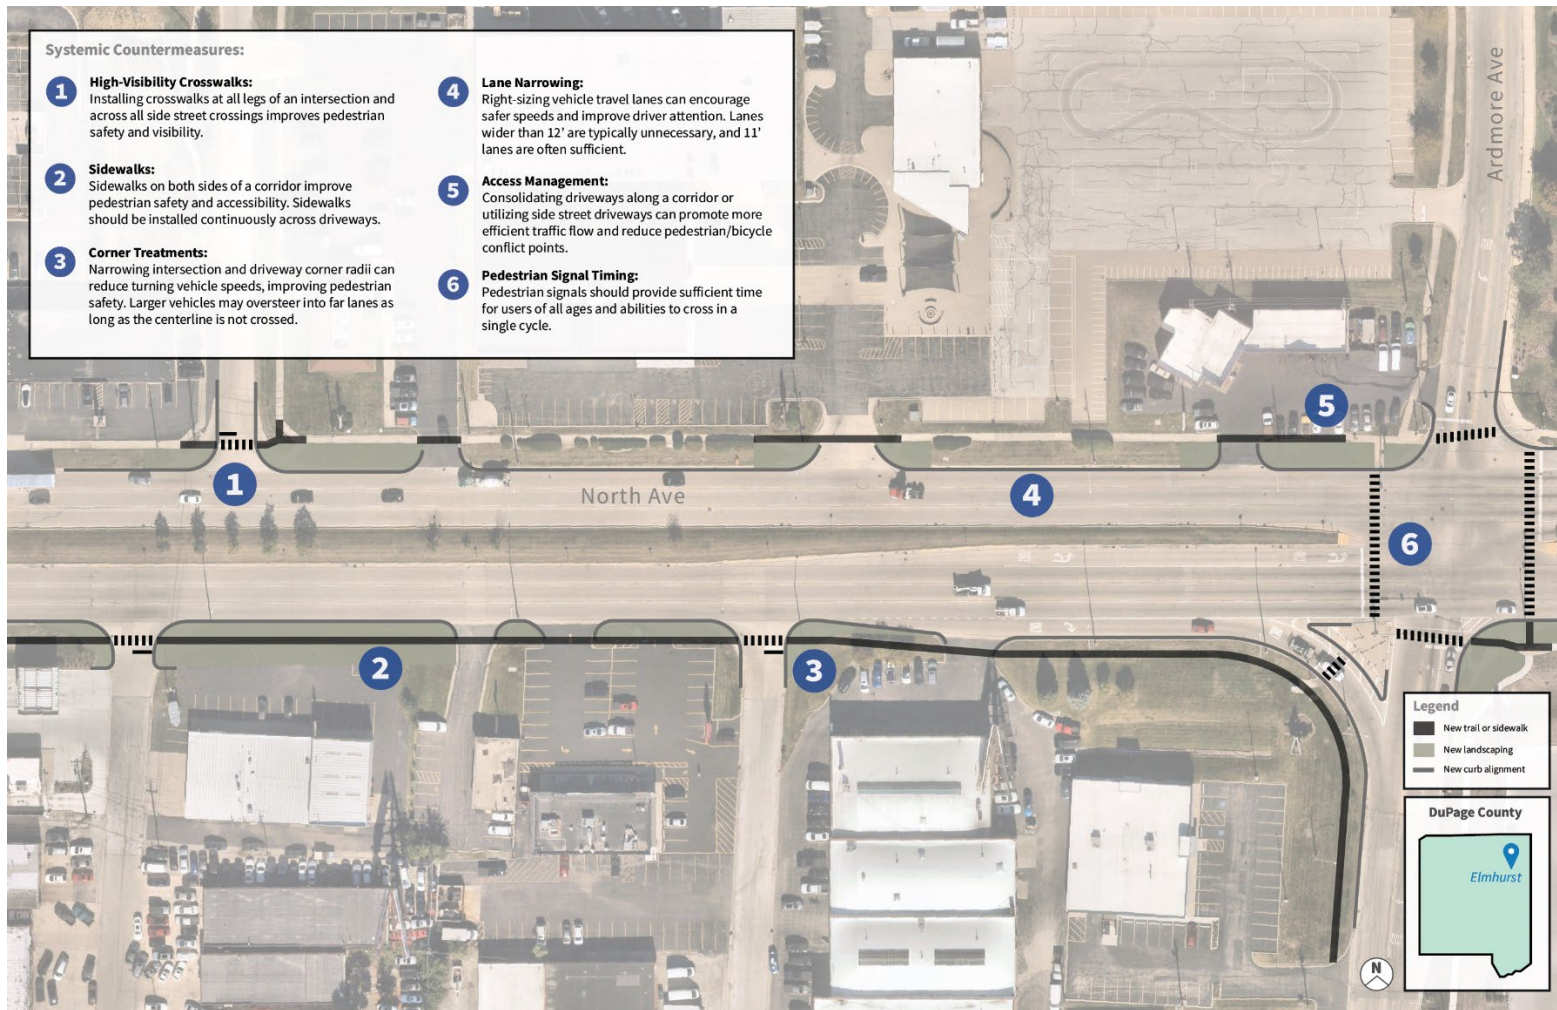 Systemic Countermeasures:
1
High-Visibility Crosswalks:
Installing crosswalks at all legs of an intersection and
across all side street crossings improves pedestrian
safety and visibility.
2
Sidewalks:
Sidewalks on both sides of a corridor improve
pedestrian safety and accessibility. Sidewalks
should be installed continuously across driveways.
3
Corner Treatments:
Narrowing intersection and driveway corner radii can
reduce turning vehicle speeds, improving pedestrian
safety. Larger vehicles may oversteer into far lanes as
long as the centerline is not crossed.
4
Lane Narrowing:
Right-sizing vehicle travel lanes can encourage
safer speeds and improve driver attention. Lanes
wider than 12' are typically unnecessary, and 11'
lanes are often sufficient.
5
Access Management:
Consolidating driveways along a corridor or
utilizing side street driveways can promote more
efficient traffic flow and reduce pedestrian/bicycle
conflict points.
6
Pedestrian Signal Timing:
Pedestrian signals should provide sufficient time
for users of all ages and abilities to cross in a
single cycle.
Ardmore Ave
5
1
North Ave
4
6
2
3
Legend
New trail or sidewalk
New landscaping
New curb alignment
DuPage County
Elmhurst
N